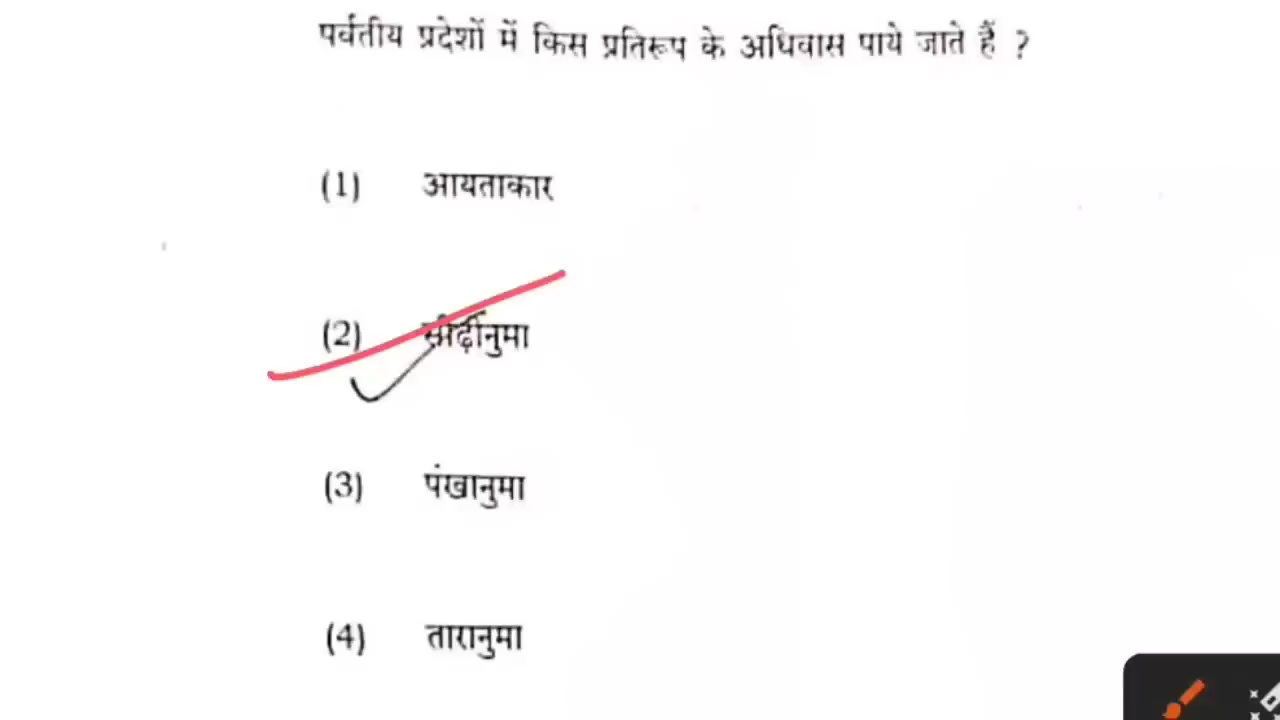 पर्वतीय प्रदेशों में किस प्रतिरूप के अधिवास पाये जाते हैं ?
(1) आयताकार
(2) सीढ़ीनुमा
(3) पंखानुमा
(4) तारानुमा